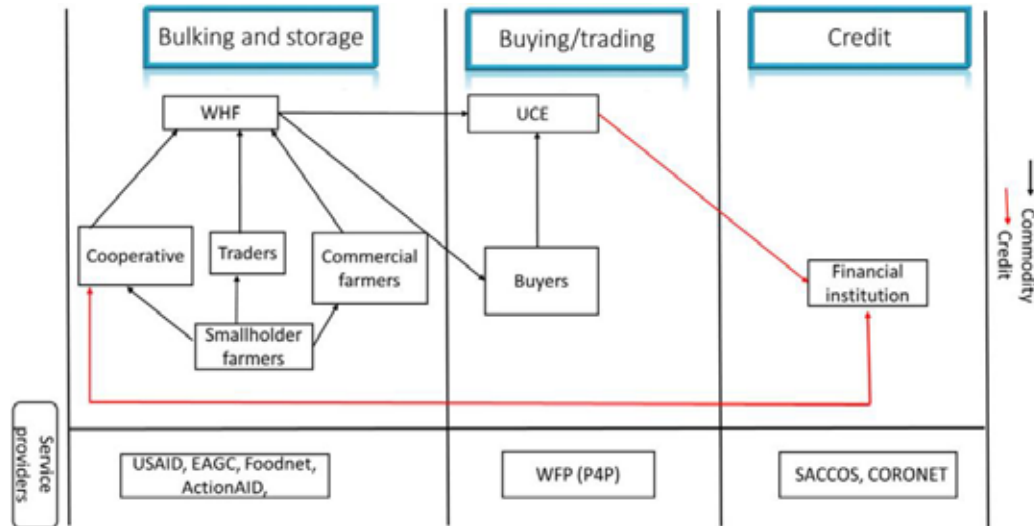 Bulking and storage
Buying/trading
Credit
WHF
UCE
Cooperative
Traders
Commercial
farmers
Buyers
Financial
institution
Smallholder
farmers
Commodity
Credit
Service
providers
USAID, EAGC, Foodnet,
ActionAID,
WFP (P4P)
SACCOS, CORONET